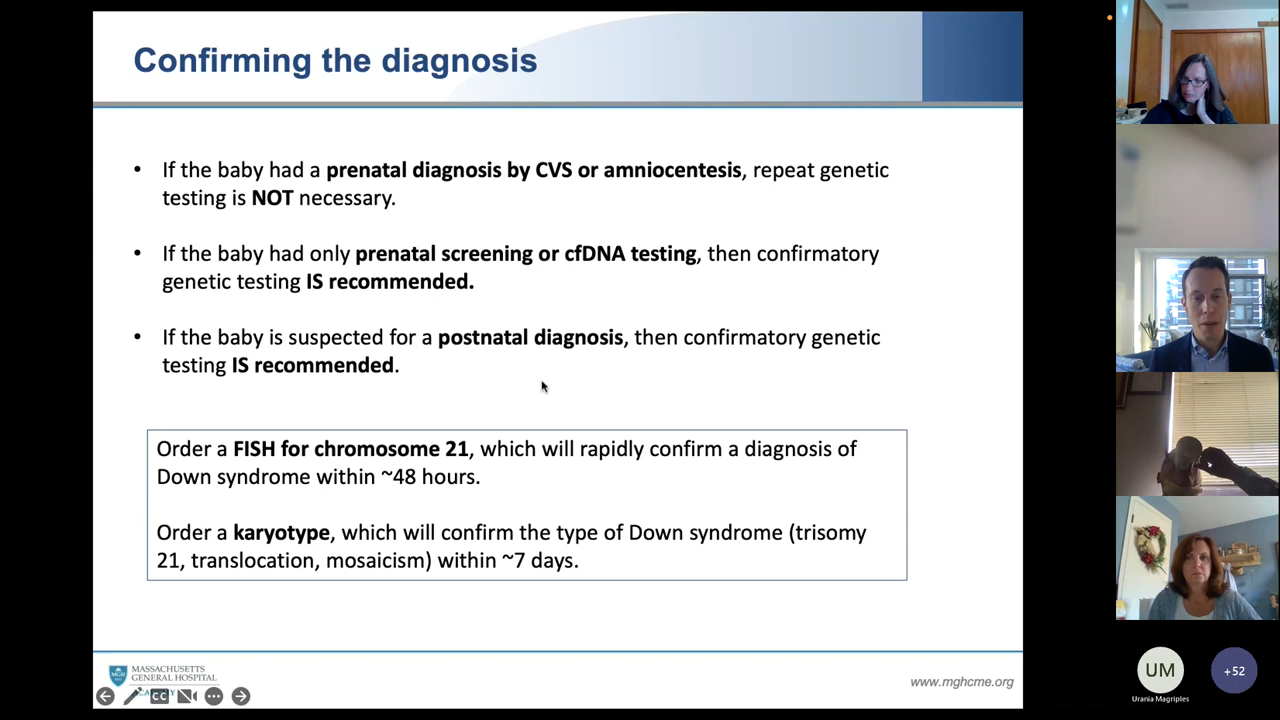 Confirming the diagnosis
• If the baby had a prenatal diagnosis by CVS or amniocentesis, repeat genetic
testing is NOT necessary.
• If the baby had only prenatal screening or cfDNA testing, then confirmatory
genetic testing IS recommended.
• If the baby is suspected for a postnatal diagnosis, then confirmatory genetic
testing IS recommended.
Order a FISH for chromosome 21, which will rapidly confirm a diagnosis of
Down syndrome within ~48 hours.
Order a karyotype, which will confirm the type of Down syndrome (trisomy
21, translocation, mosaicism) within ~7 days.
MASSACHUSETTS
GENERAL HOSPITAL
MGH
CC
www.mghcme.org
UM
+52
Urania Magriples